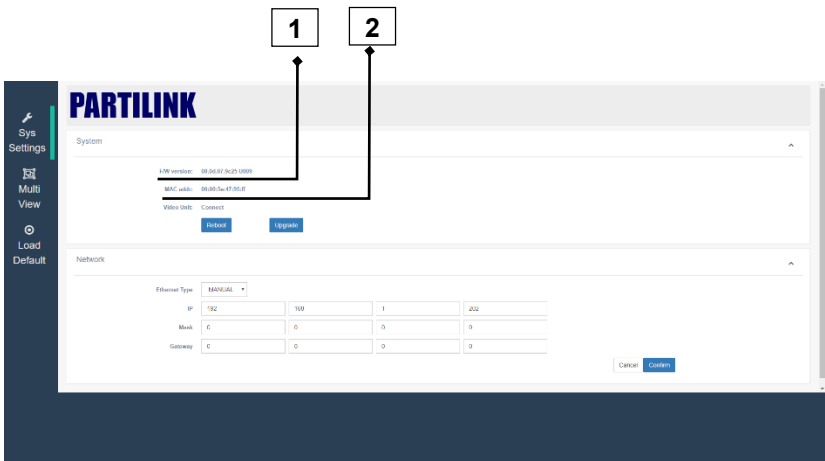 1 2
PARTILINK
Sys
Settings
Multi
View
Load
Default
System
F/W version:
MAC addr:
Video Unit: Connect
Reboot Upgrade
Network
Ethernet Type MANUAL
IP 192 1 202
Mask 0 0 0 0
Gateway 0 0 0 0
Cancel Confirm